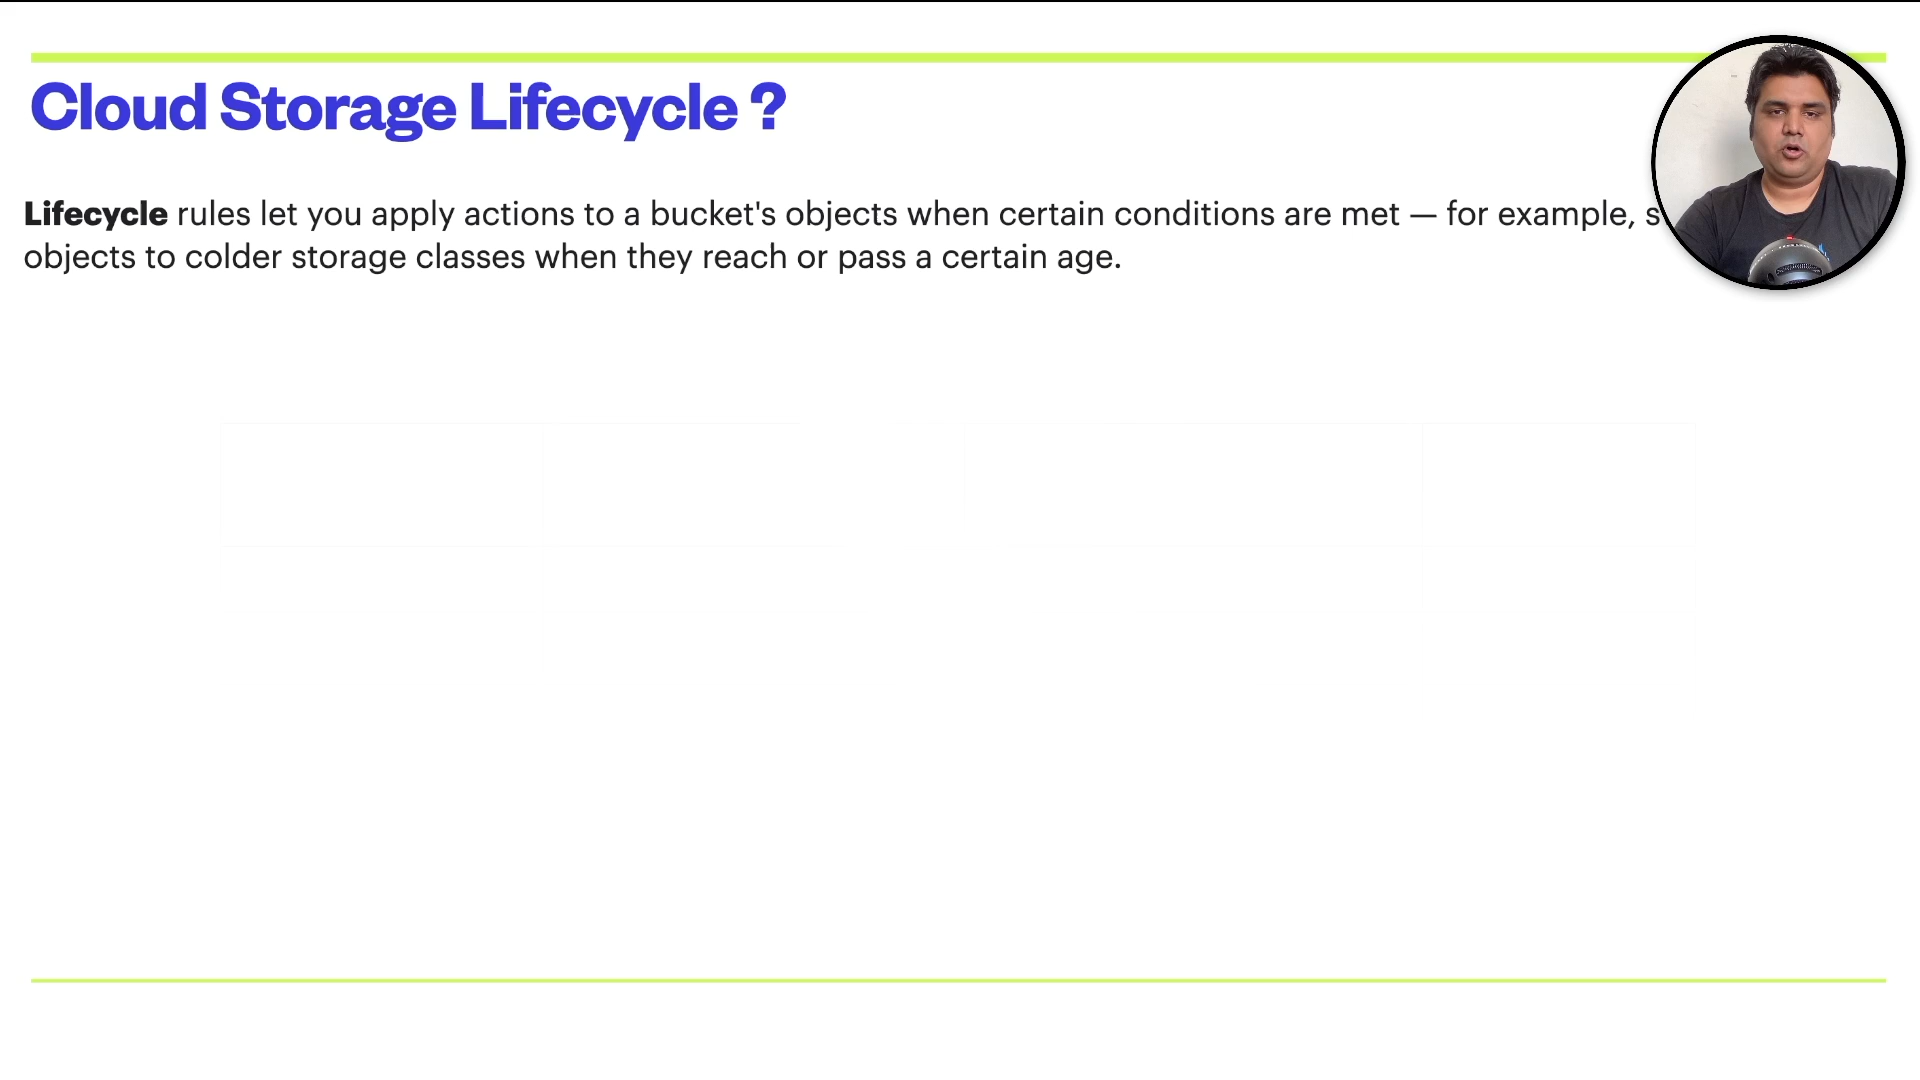 Cloud Storage Lifecycle ?
Lifecycle rules let you apply actions to a bucket's objects when certain conditions are met — for example,
objects to colder storage classes when they reach or pass a certain age.